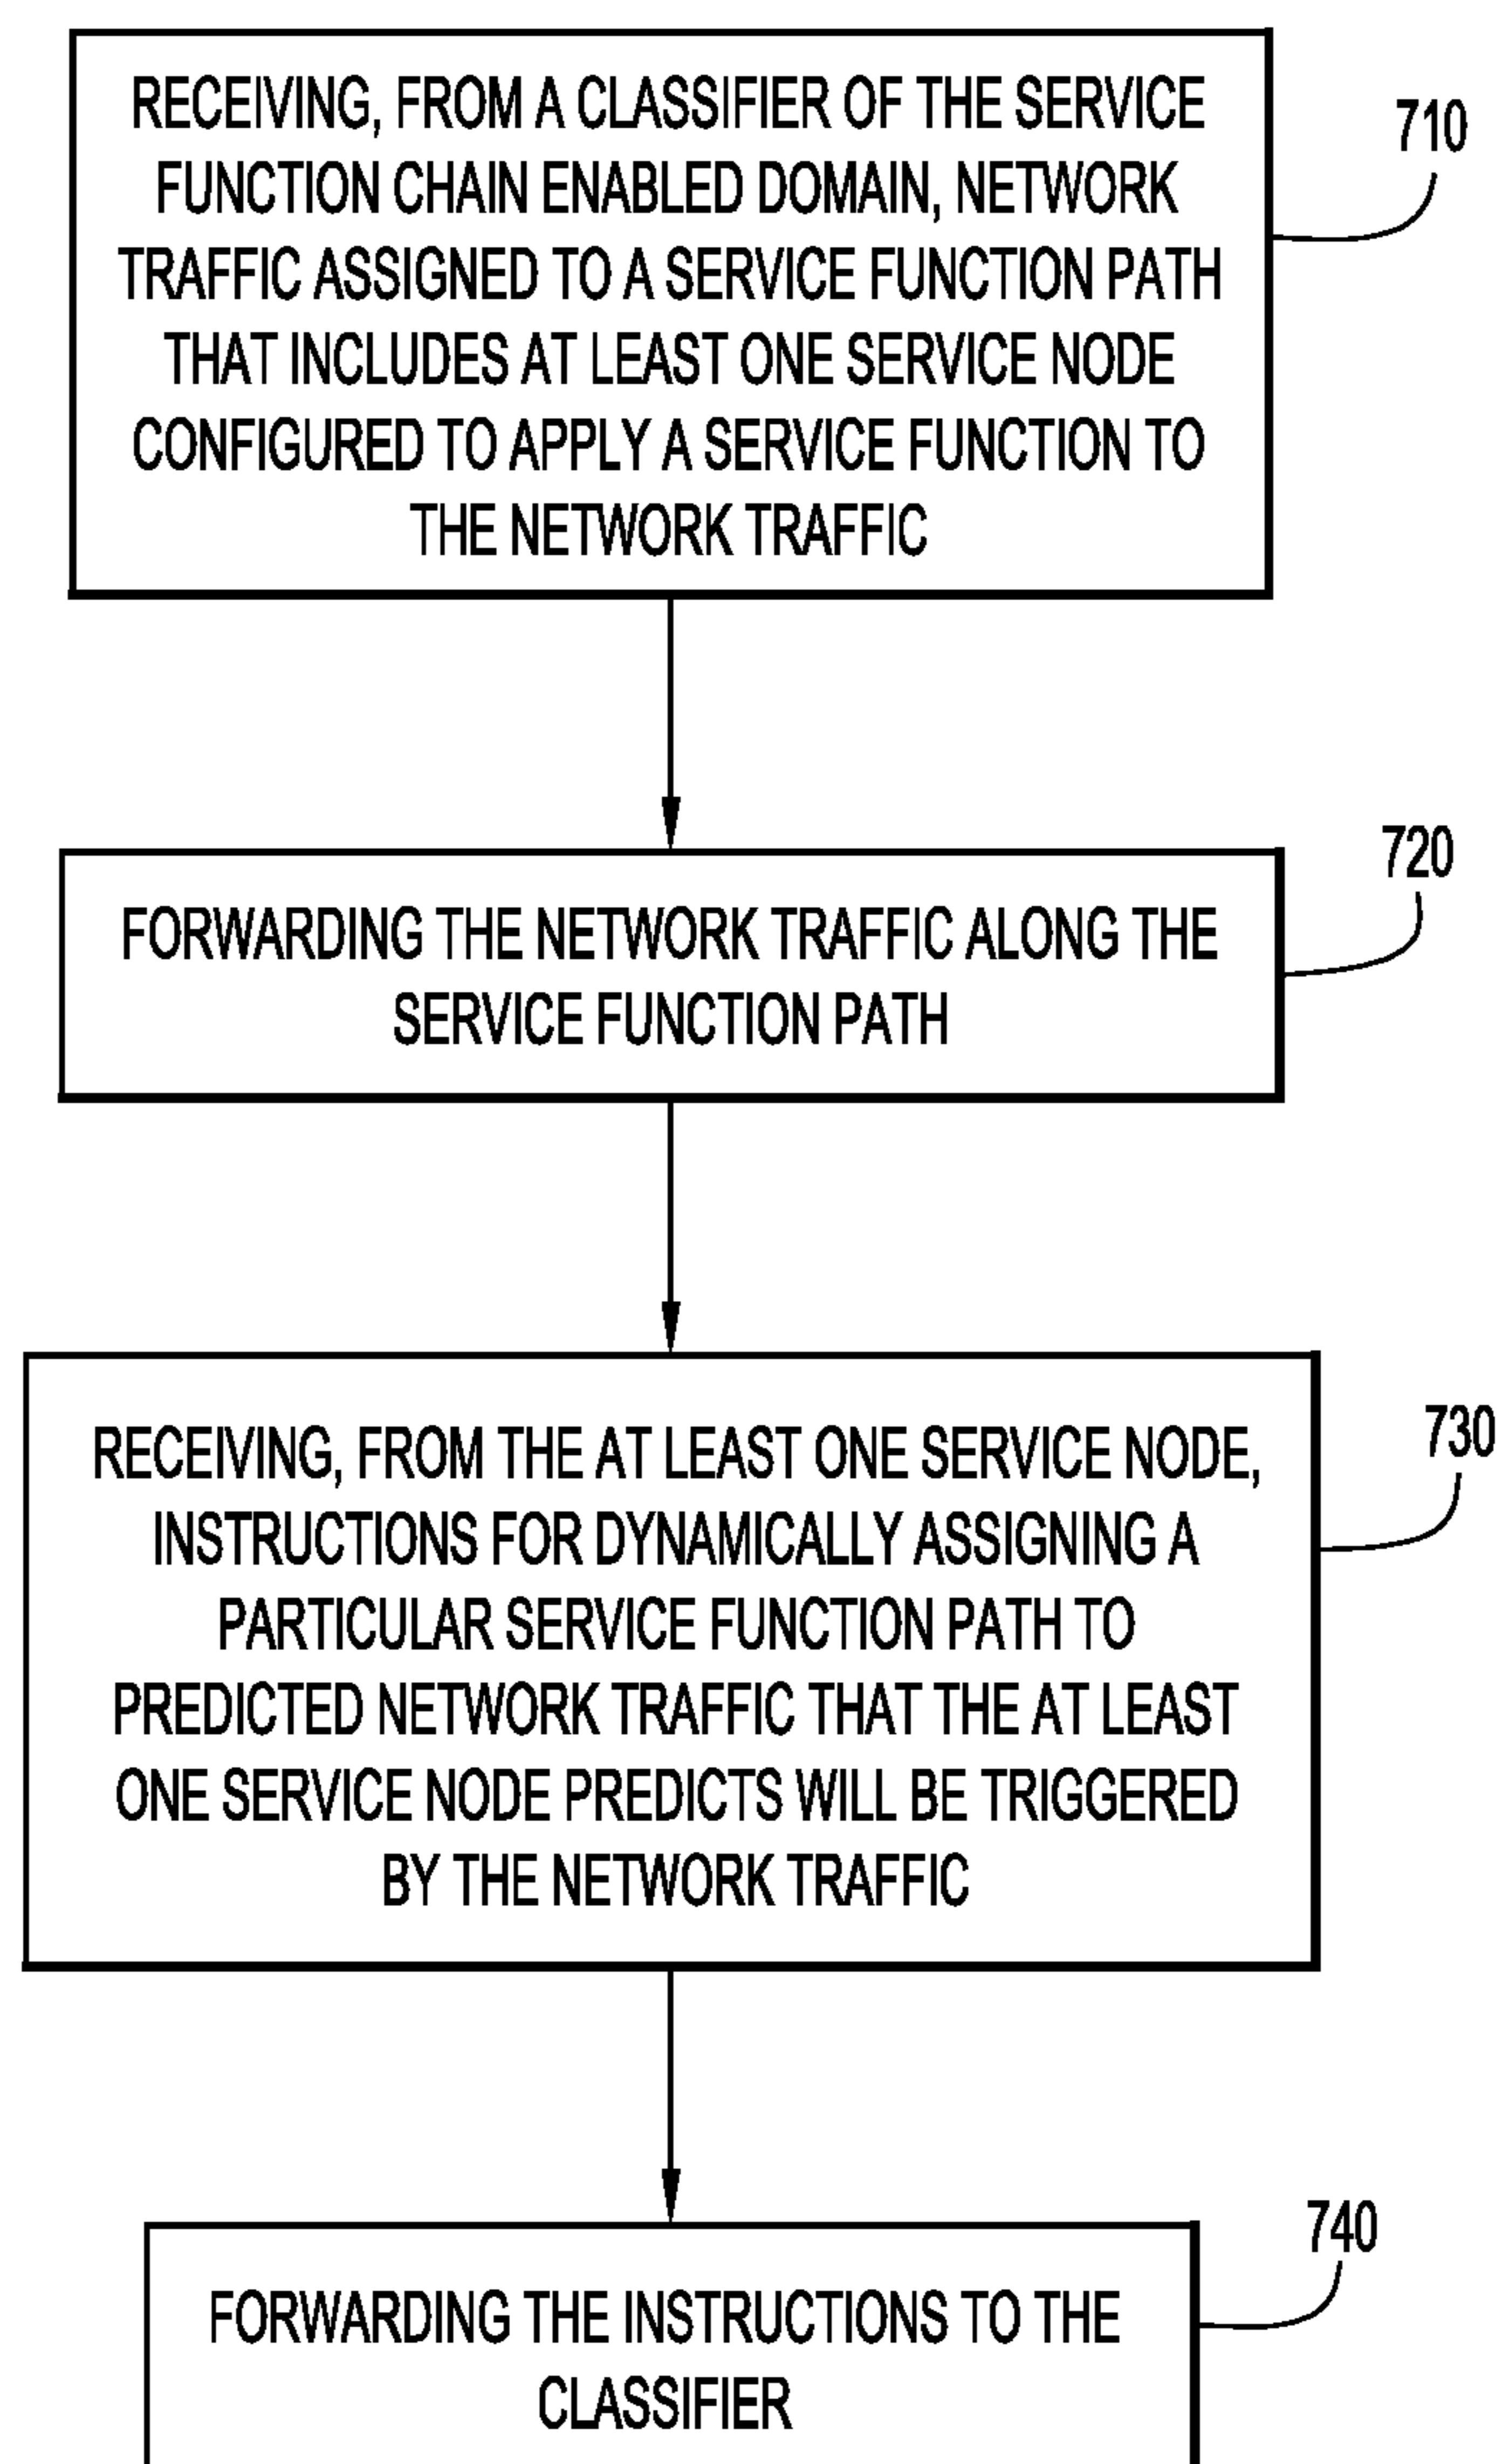 RECEIVING, FROM A CLASSIFIER OF THE SERVICE
FUNCTION CHAIN ENABLED DOMAIN, NETWORK
TRAFFIC ASSIGNED TO A SERVICE FUNCTION PATH
THAT INCLUDES AT LEAST ONE SERVICE NODE
CONFIGURED TO APPLY A SERVICE FUNCTION TO
THE NETWORK TRAFFIC
710
FORWARDING THE NETWORK TRAFFIC ALONG THE
SERVICE FUNCTION PATH
720
RECEIVING, FROM THE AT LEAST ONE SERVICE NODE,
INSTRUCTIONS FOR DYNAMICALLY ASSIGNING A
PARTICULAR SERVICE FUNCTION PATH TO
PREDICTED NETWORK TRAFFIC THAT THE AT LEAST
ONE SERVICE NODE PREDICTS WILL BE TRIGGERED
BY THE NETWORK TRAFFIC
730
FORWARDING THE INSTRUCTIONS TO THE
CLASSIFIER
740